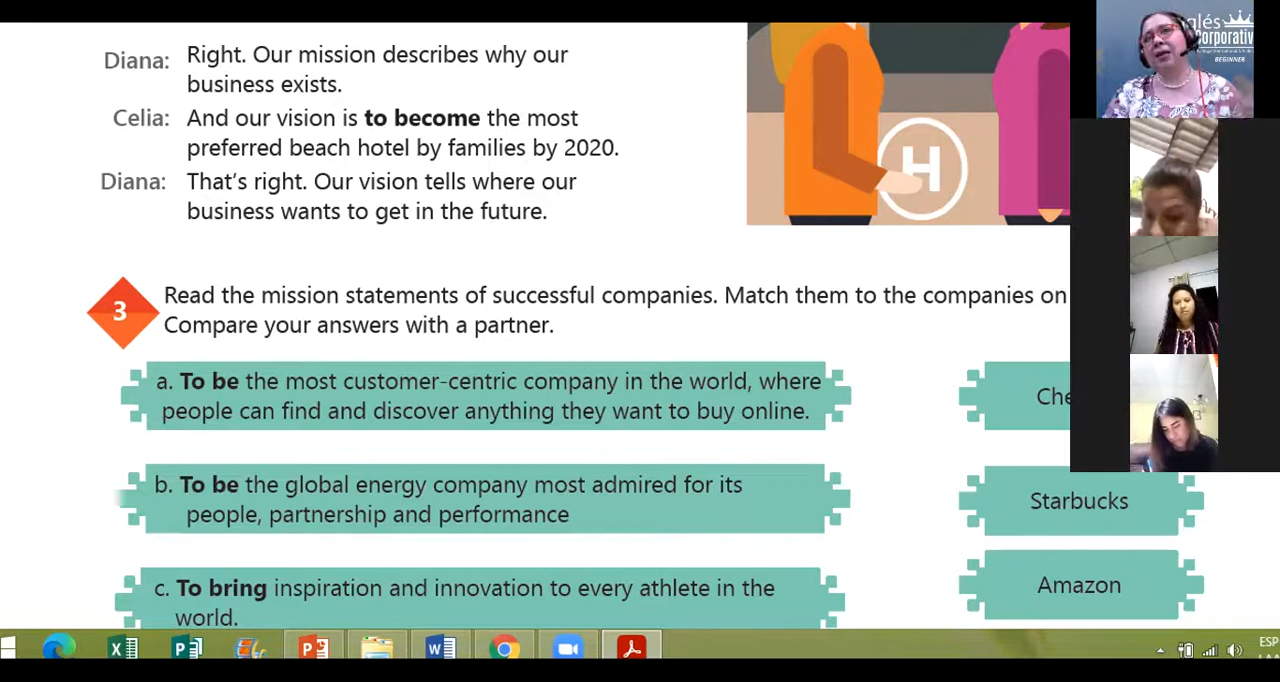 Diana: Right. Our mission describes why our
business exists.
Celia: And our vision is to become the most
preferred beach hotel by families by 2020.
Diana: That's right. Our vision tells where our
business wants to get in the future.
H
3
Read the mission statements of successful companies. Match them to the companies on
Compare your answers with a partner.
a. To be the most customer-centric company in the world, where
people can find and discover anything they want to buy online.
Che
b. To be the global energy company most admired for its
people, partnership and performance
Starbucks
c. To bring inspiration and innovation to every athlete in the
world.
Amazon
glés
Corporativ
BEGINNER
ESP